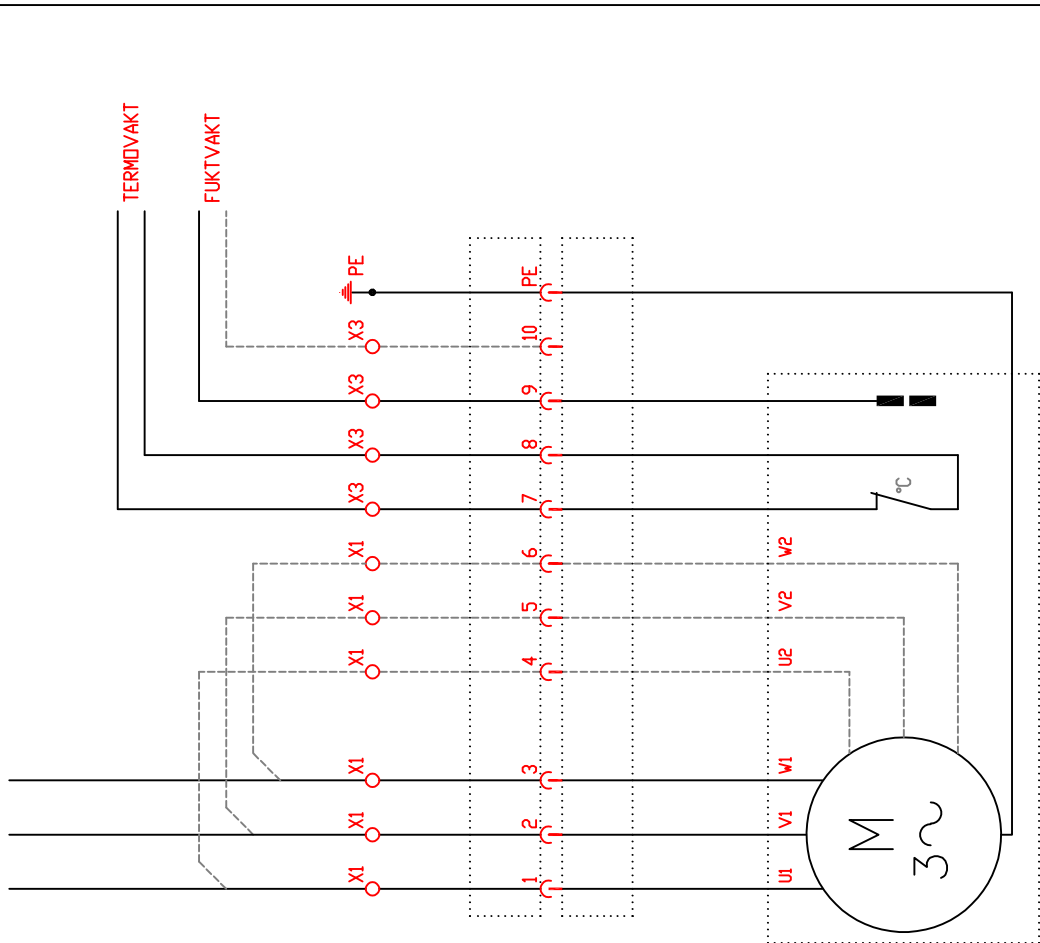 TERMOVAKT
FUKTVAKT
PE
PE
X3
10
X3
9
X3
8
X3
7
°C
X1
6
W2
X1
5
V2
X1
4
U2
X1
3
W1
X1
2
V1
X1
1
U1
M
3~